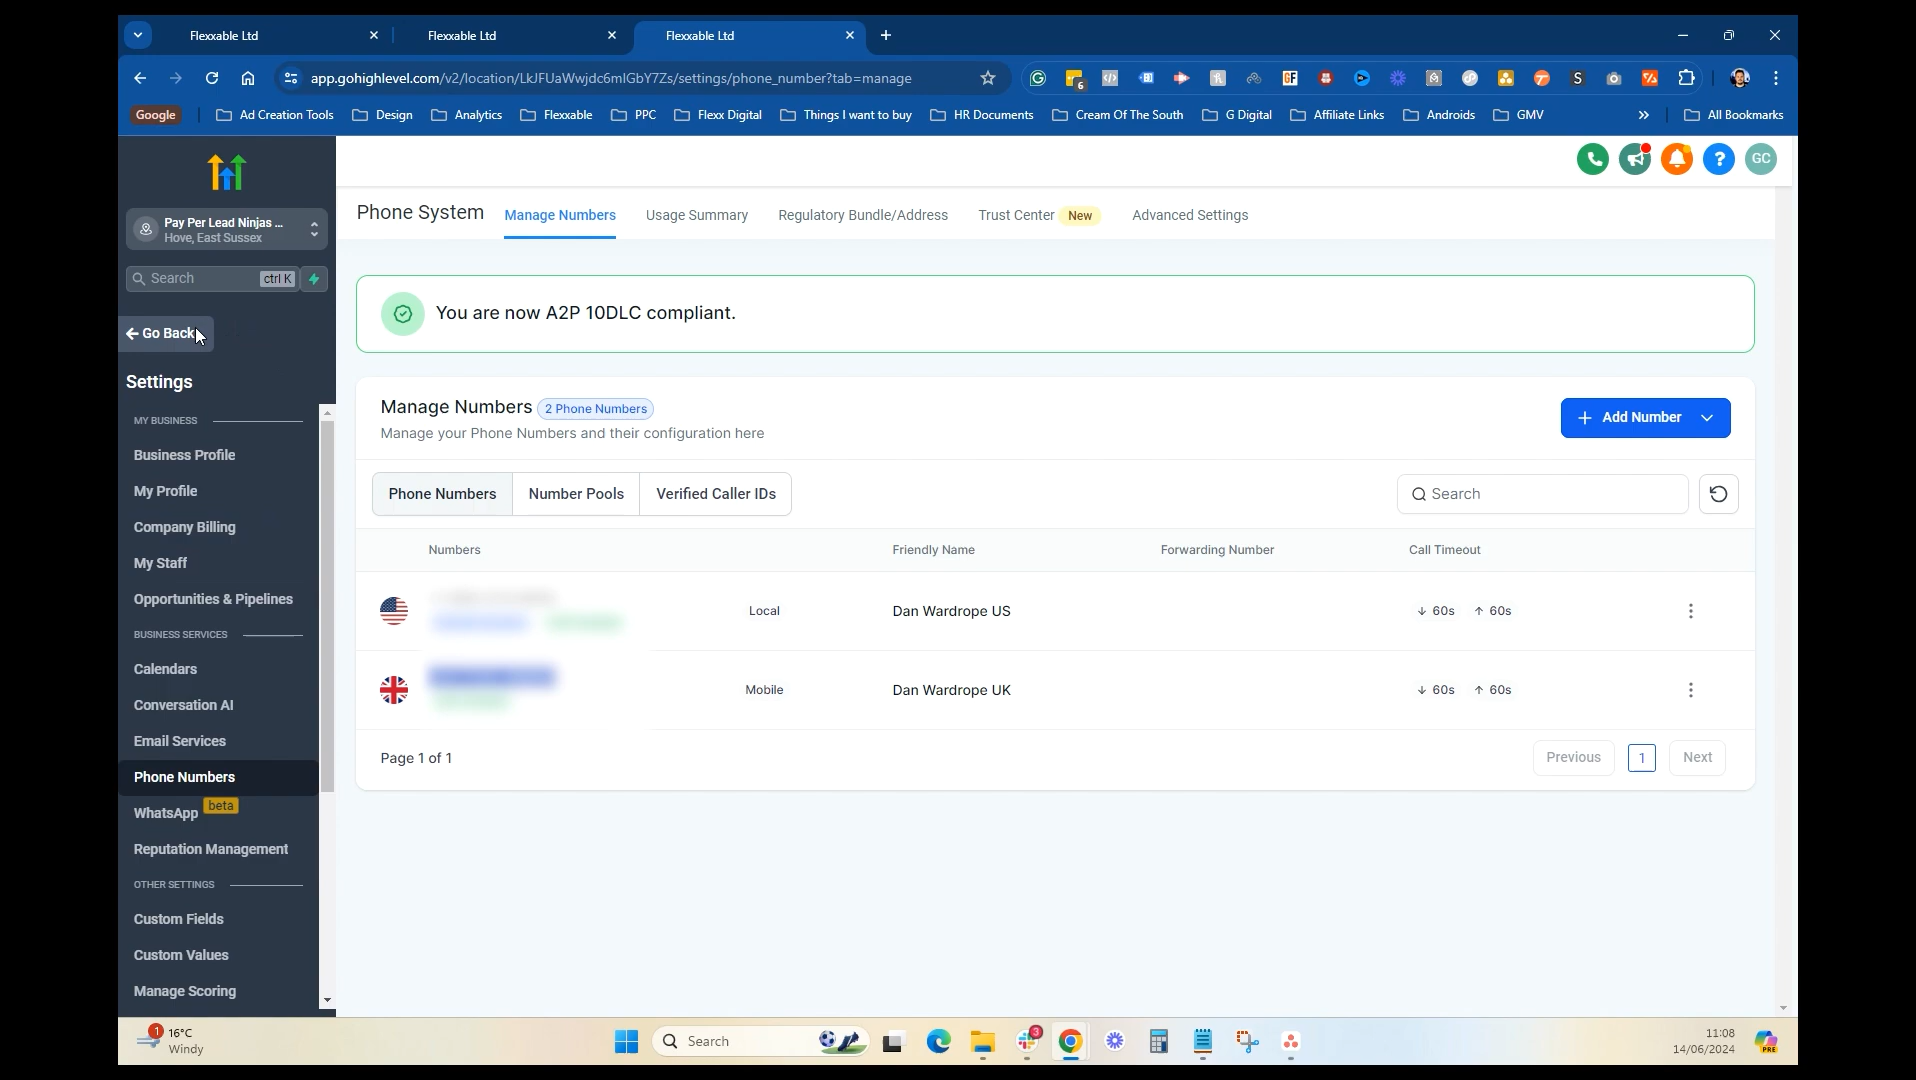 Flexxable Ltd
Flexxable Ltd
Flexxable Ltd
app.gohighlevel.com/v2/location/LkJFUaWwjdc6mIGbY7Zs/settings/phone_number?tab=manage
6
GF
S
Google
Ad Creation Tools
Design
Analytics
Flexxable
PPC
Flexx Digital
Things I want to buy
HR Documents
Cream Of The South
G Digital
Affiliate Links
Androids
GMV
All Bookmarks
GC
Pay Per Lead Ninjas ...
Hove, East Sussex
Search
ctrl K
Go Back
Settings
MY BUSINESS
Business Profile
My Profile
Company Billing
My Staff
Opportunities & Pipelines
BUSINESS SERVICES
Calendars
Conversation AI
Email Services
Phone Numbers
WhatsApp beta
Reputation Management
OTHER SETTINGS
Custom Fields
Custom Values
Manage Scoring
Phone System
Manage Numbers
Usage Summary
Regulatory Bundle/Address
Trust Center New
Advanced Settings
You are now A2P 10DLC compliant.
Manage Numbers 2 Phone Numbers
Manage your Phone Numbers and their configuration here
+ Add Number
Phone Numbers
Number Pools
Verified Caller IDs
Search
Numbers
Friendly Name
Forwarding Number
Call Timeout
Local
Dan Wardrope US
↓ 60s ↑ 60s
Mobile
Dan Wardrope UK
↓ 60s ↑ 60s
Page 1 of 1
Previous
1
Next
1
16°C
Windy
Search
3
11:08
14/06/2024
PRE